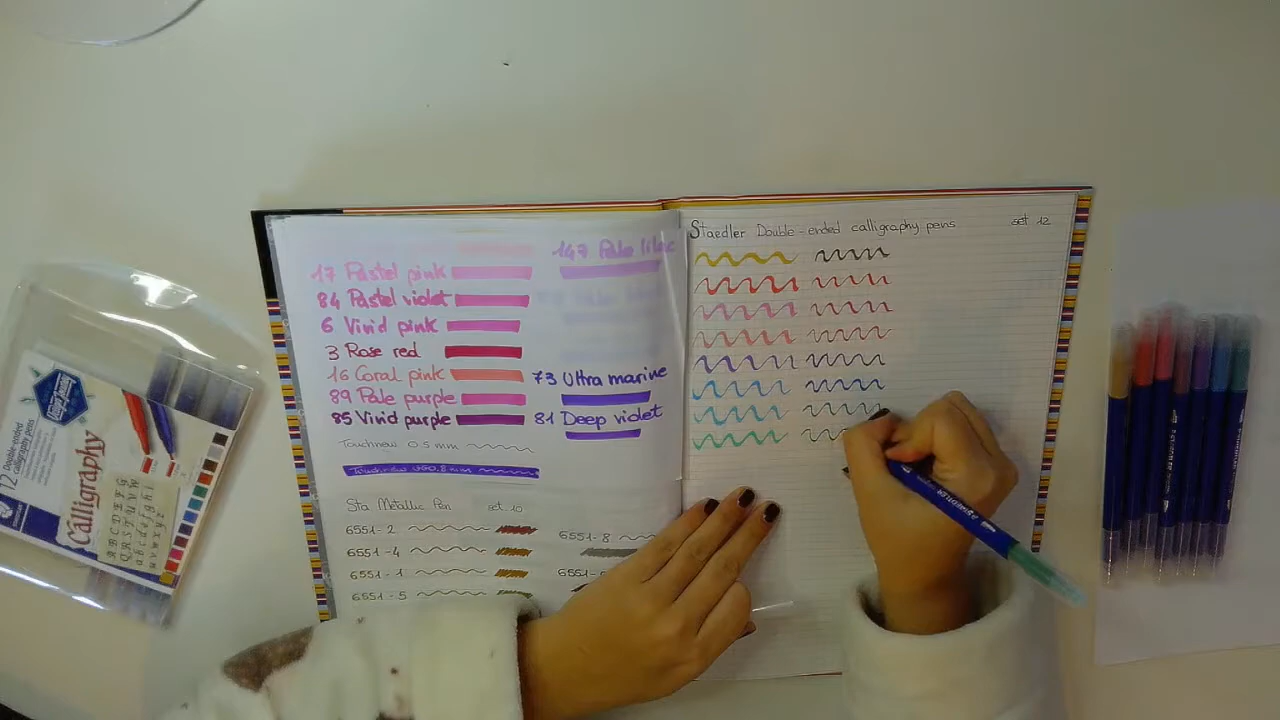 147 Pale lilac
17 Pastel pink
84 Pastel violet
6 Vivid pink
3 Rose red
16 Coral pink
89 Pale purple
85 Vivid purple
73 Ultra marine
81 Deep violet
Touchnew 0.5 mm
Sta Metallic Pen set 10
6551-2
6551-4
6551-1
6551-5
6551-8
Staedler Double-ended calligraphy pens set 12
12 Double-ended
calligraphy pens
Calligraphy
STAEDTLER